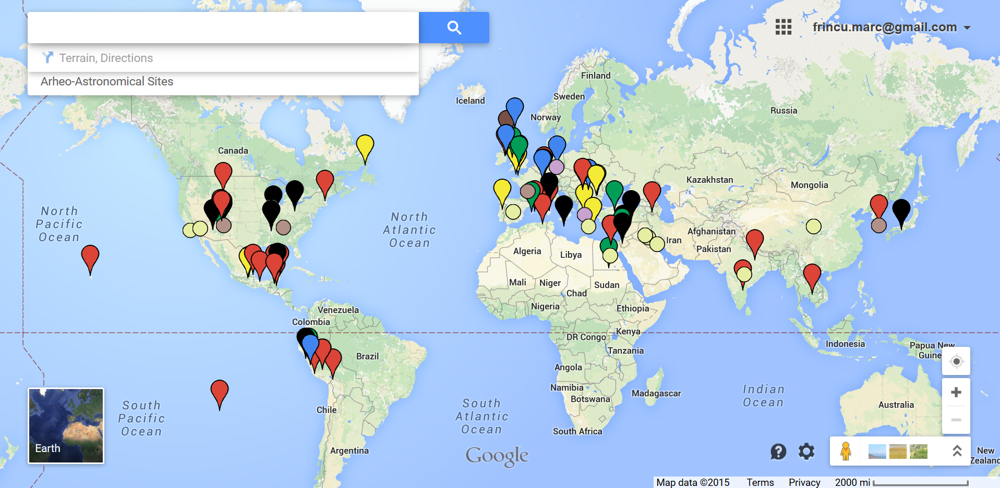 frincu.marc@gmail.com
Terrain, Directions
Arheo-Astronomical Sites
Finland
Iceland
Sweden
Norway
Russia
Canada
Kazakhstan
Mongolia
North
Pacific
Ocean
North
Atlantic
Ocean
Afghanistan
Iran
Pakistan
Algeria
Libya
Mali
Niger
Chad
Sudan
Nigeria
Ethiopia
Venezuela
Colombia
DR Congo
Kenya
Tanzania
Indonesia
Papua New
Guine
Brazil
Angola
Namibia
Botswana
Madagascar
Indian
Ocean
Australia
South
Pacific
Ocean
Chile
South
Atlantic
Ocean
South Africa
Argentina
Earth
Google
New
Zealand
Map data ©2015
Terms
Privacy
2000 mi